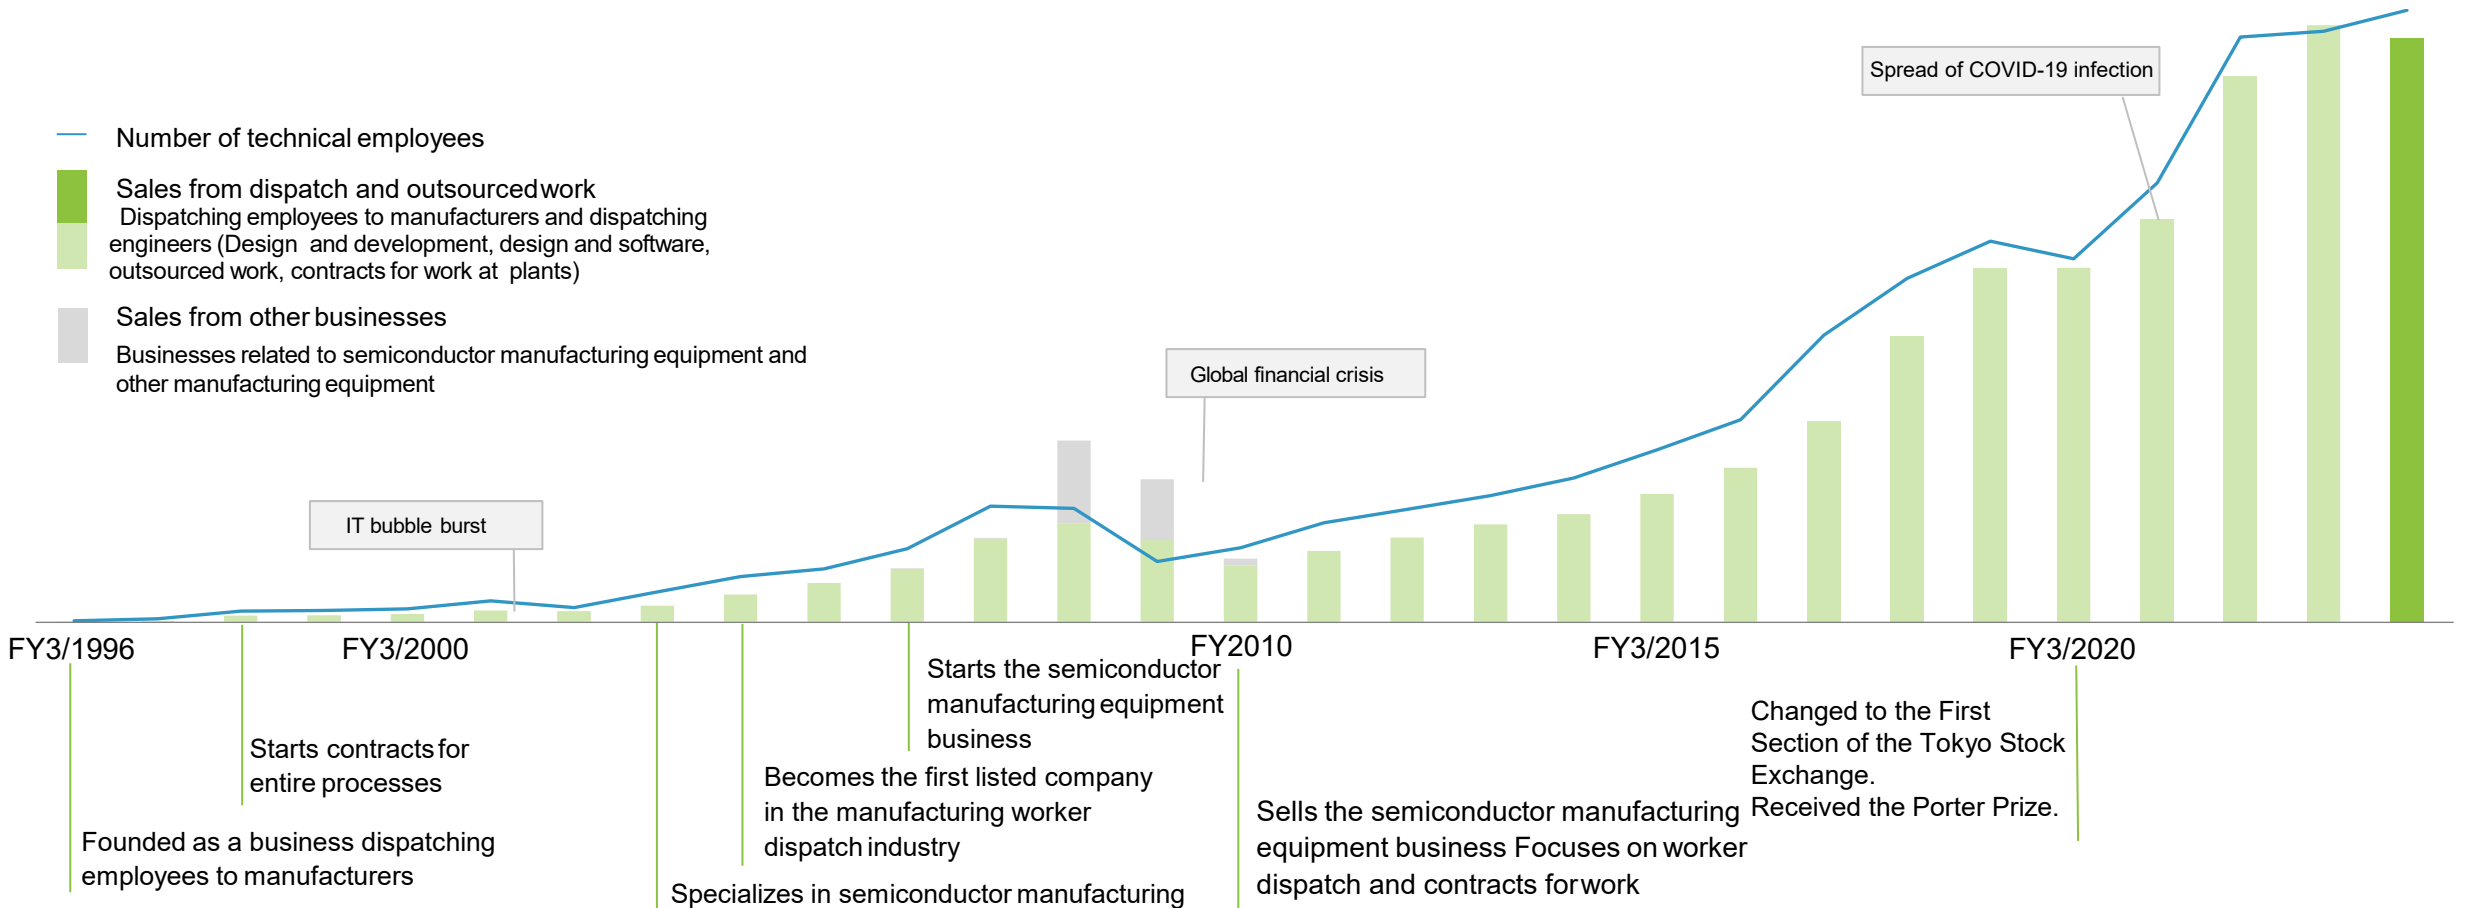 Spread of COVID-19 infection
Number of technical employees
Sales from dispatch and outsourced work
Dispatching employees to manufacturers and dispatching
engineers (Design and development, design and software,
outsourced work, contracts for work at plants)
Sales from other businesses
Businesses related to semiconductor manufacturing equipment and
other manufacturing equipment
Global financial crisis
IT bubble burst
FY3/1996
FY3/2000
FY2010
FY3/2015
FY3/2020
Starts the semiconductor
manufacturing equipment
business
Starts contracts for
entire processes
Becomes the first listed company
in the manufacturing worker
dispatch industry
Founded as a business dispatching
employees to manufacturers
Specializes in semiconductor manufacturing
Sells the semiconductor manufacturing
equipment business Focuses on worker
dispatch and contracts for work
Changed to the First
Section of the Tokyo Stock
Exchange.
Received the Porter Prize.